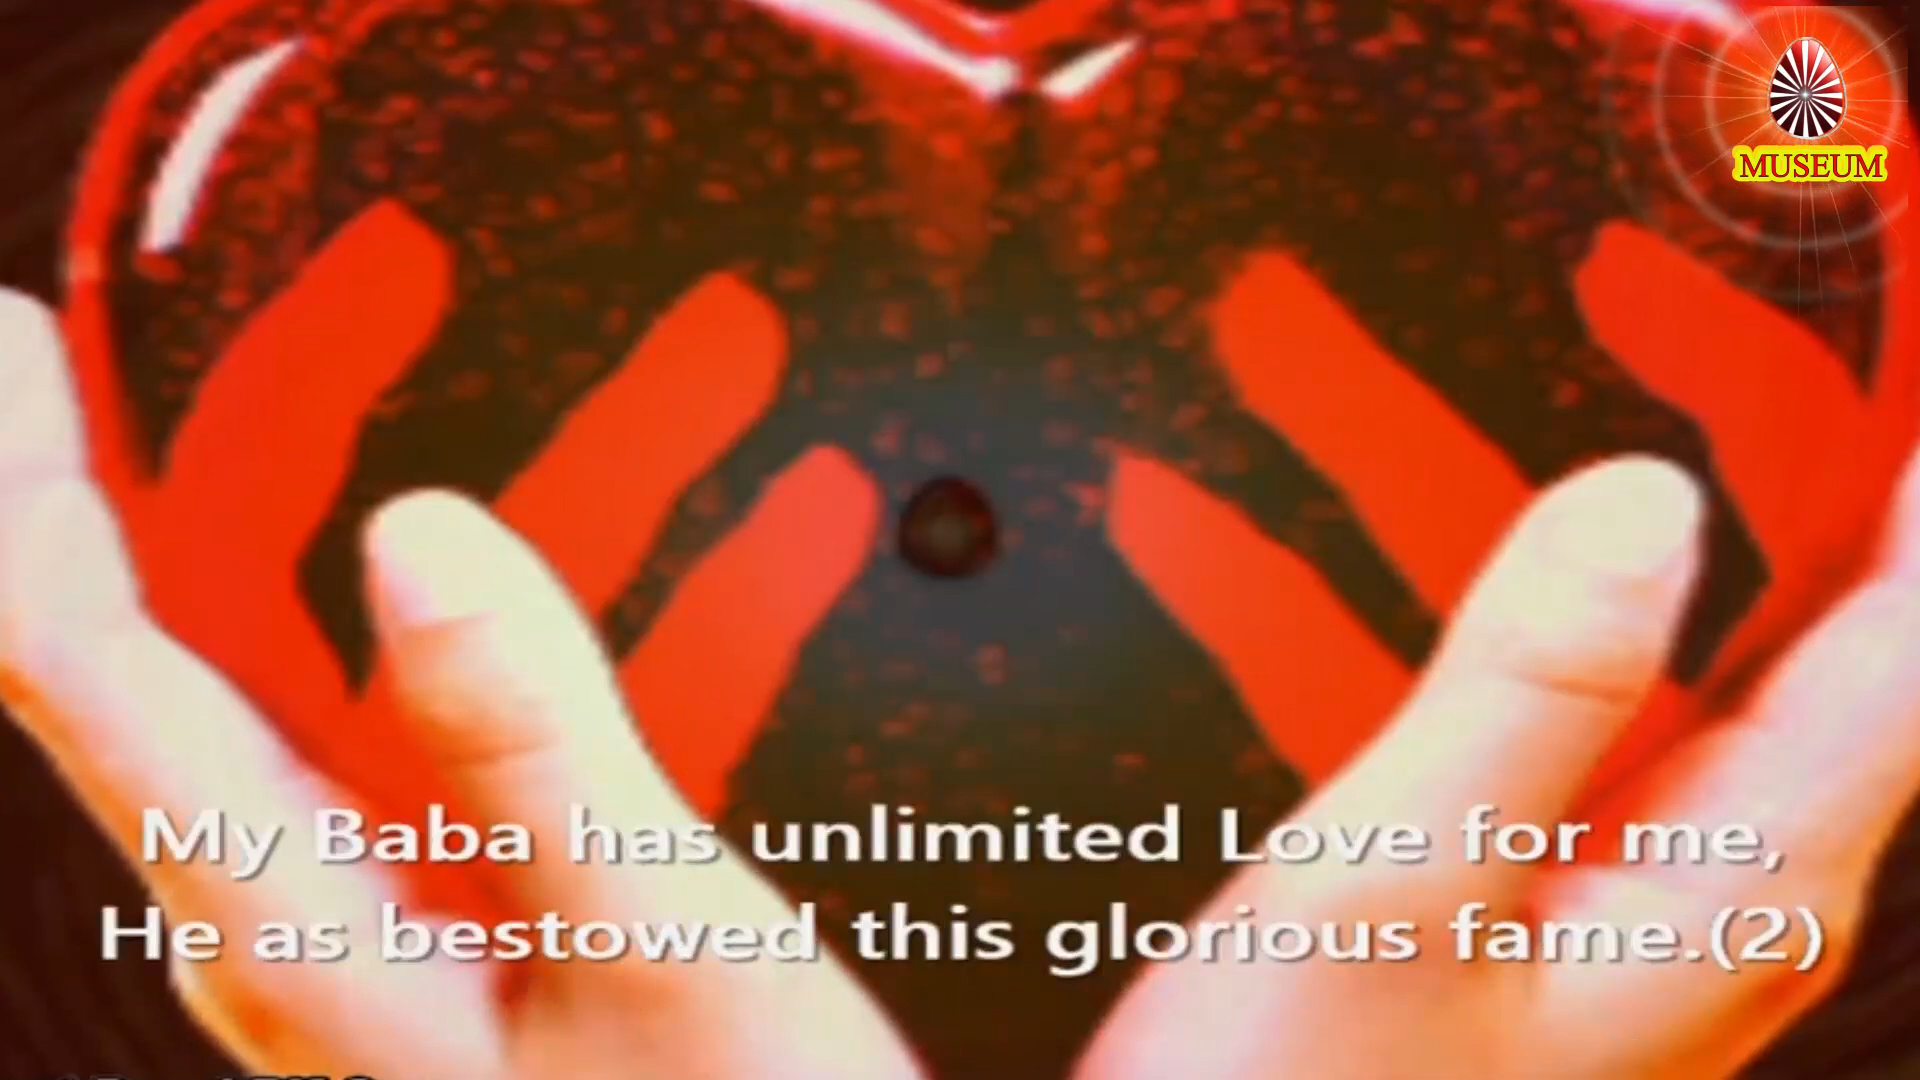 MUSEUM
My Baba has unlimited Love for me,
He as bestowed this glorious fame.(2)